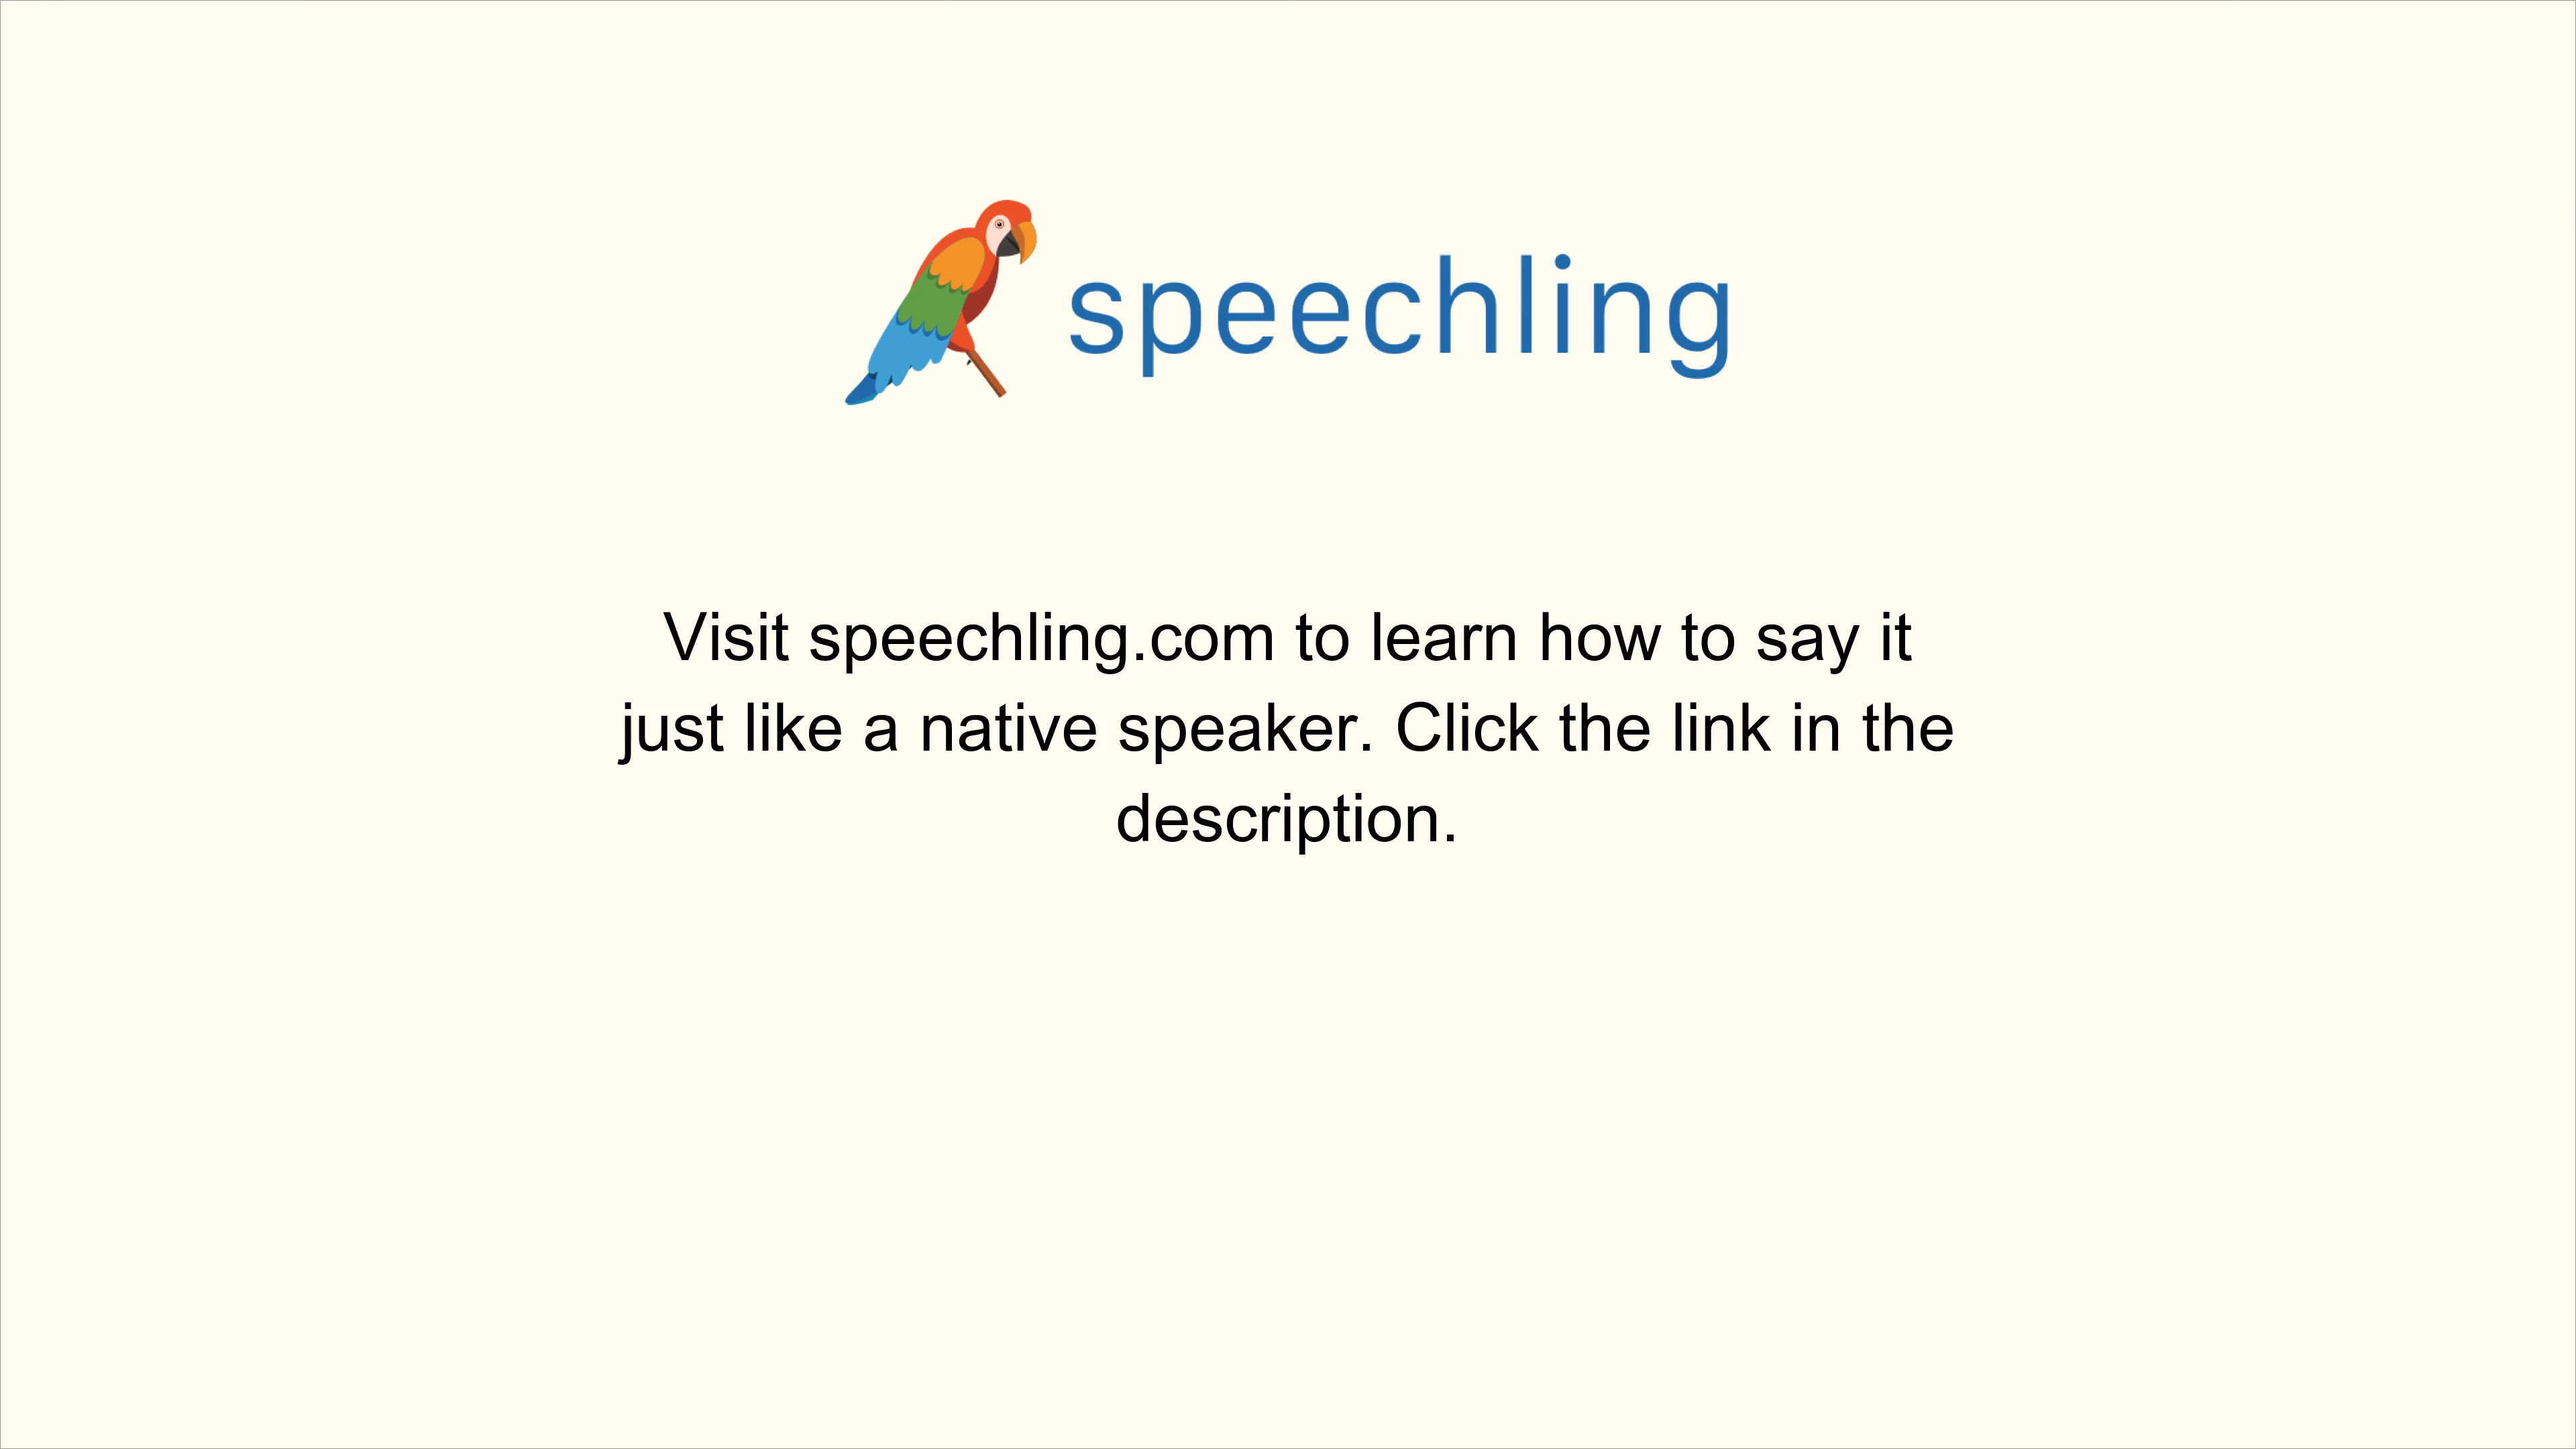 speechling
Visit speechling.com to learn how to say it
just like a native speaker. Click the link in the
description.